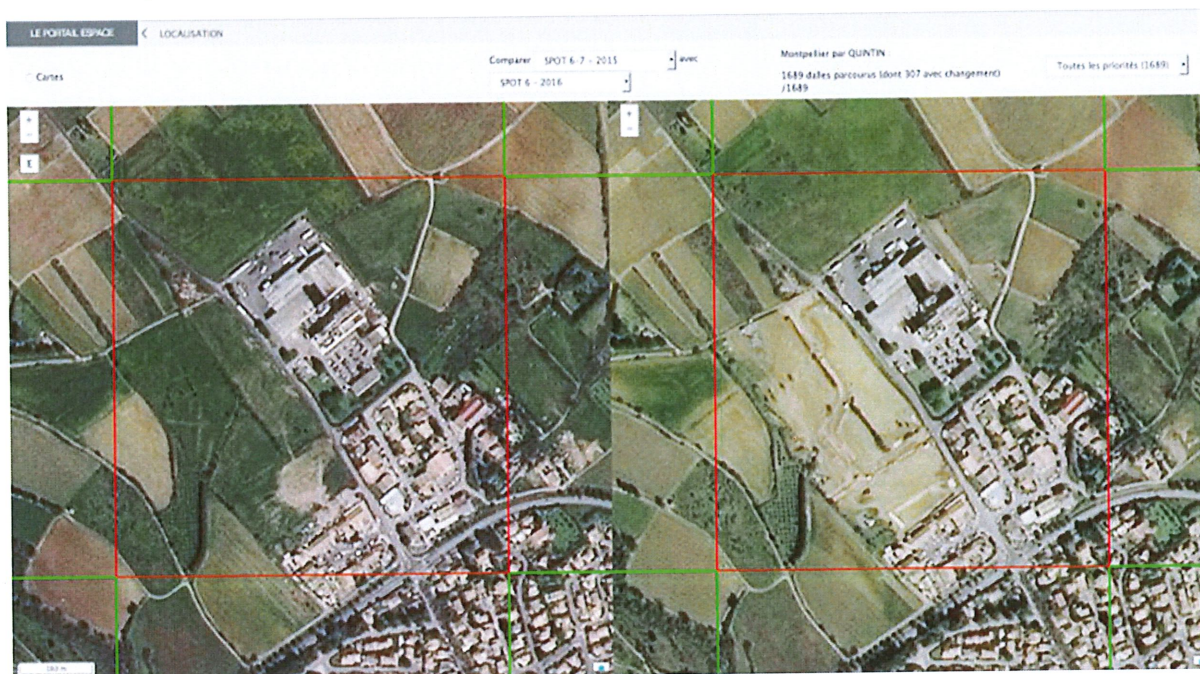 LE PORTAIL ESPACE < LOCALISATION
Cartes
Comparer SPOT 6-7 - 2015 avec
SPOT 6 - 2016
Montpellier par QUINTIN
1689 dalles parcourus (dont 307 avec changement)
/1689
Toutes les priorités (1689)
+
-
E
+
-